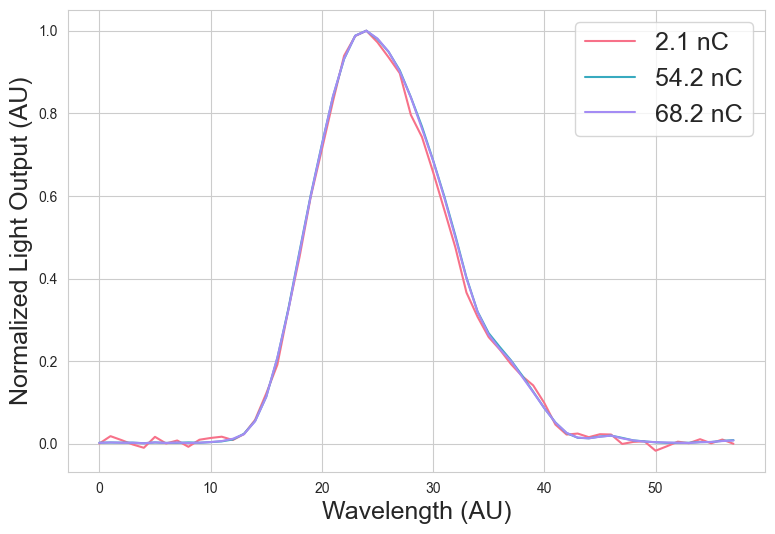 2.1 nC
54.2 nC
68.2 nC
Normalized Light Output (AU)
1.0
0.8
0.6
0.4
0.2
0.0
0 10 20 30 40 50
Wavelength (AU)